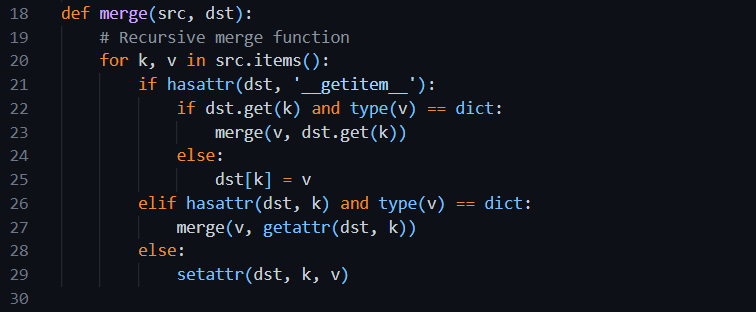 18 def merge(src, dst):
19     # Recursive merge function
20     for k, v in src.items():
21         if hasattr(dst, '__getitem__'):
22             if dst.get(k) and type(v) == dict:
23                 merge(v, dst.get(k))
24             else:
25                 dst[k] = v
26         elif hasattr(dst, k) and type(v) == dict:
27             merge(v, getattr(dst, k))
28         else:
29             setattr(dst, k, v)
30